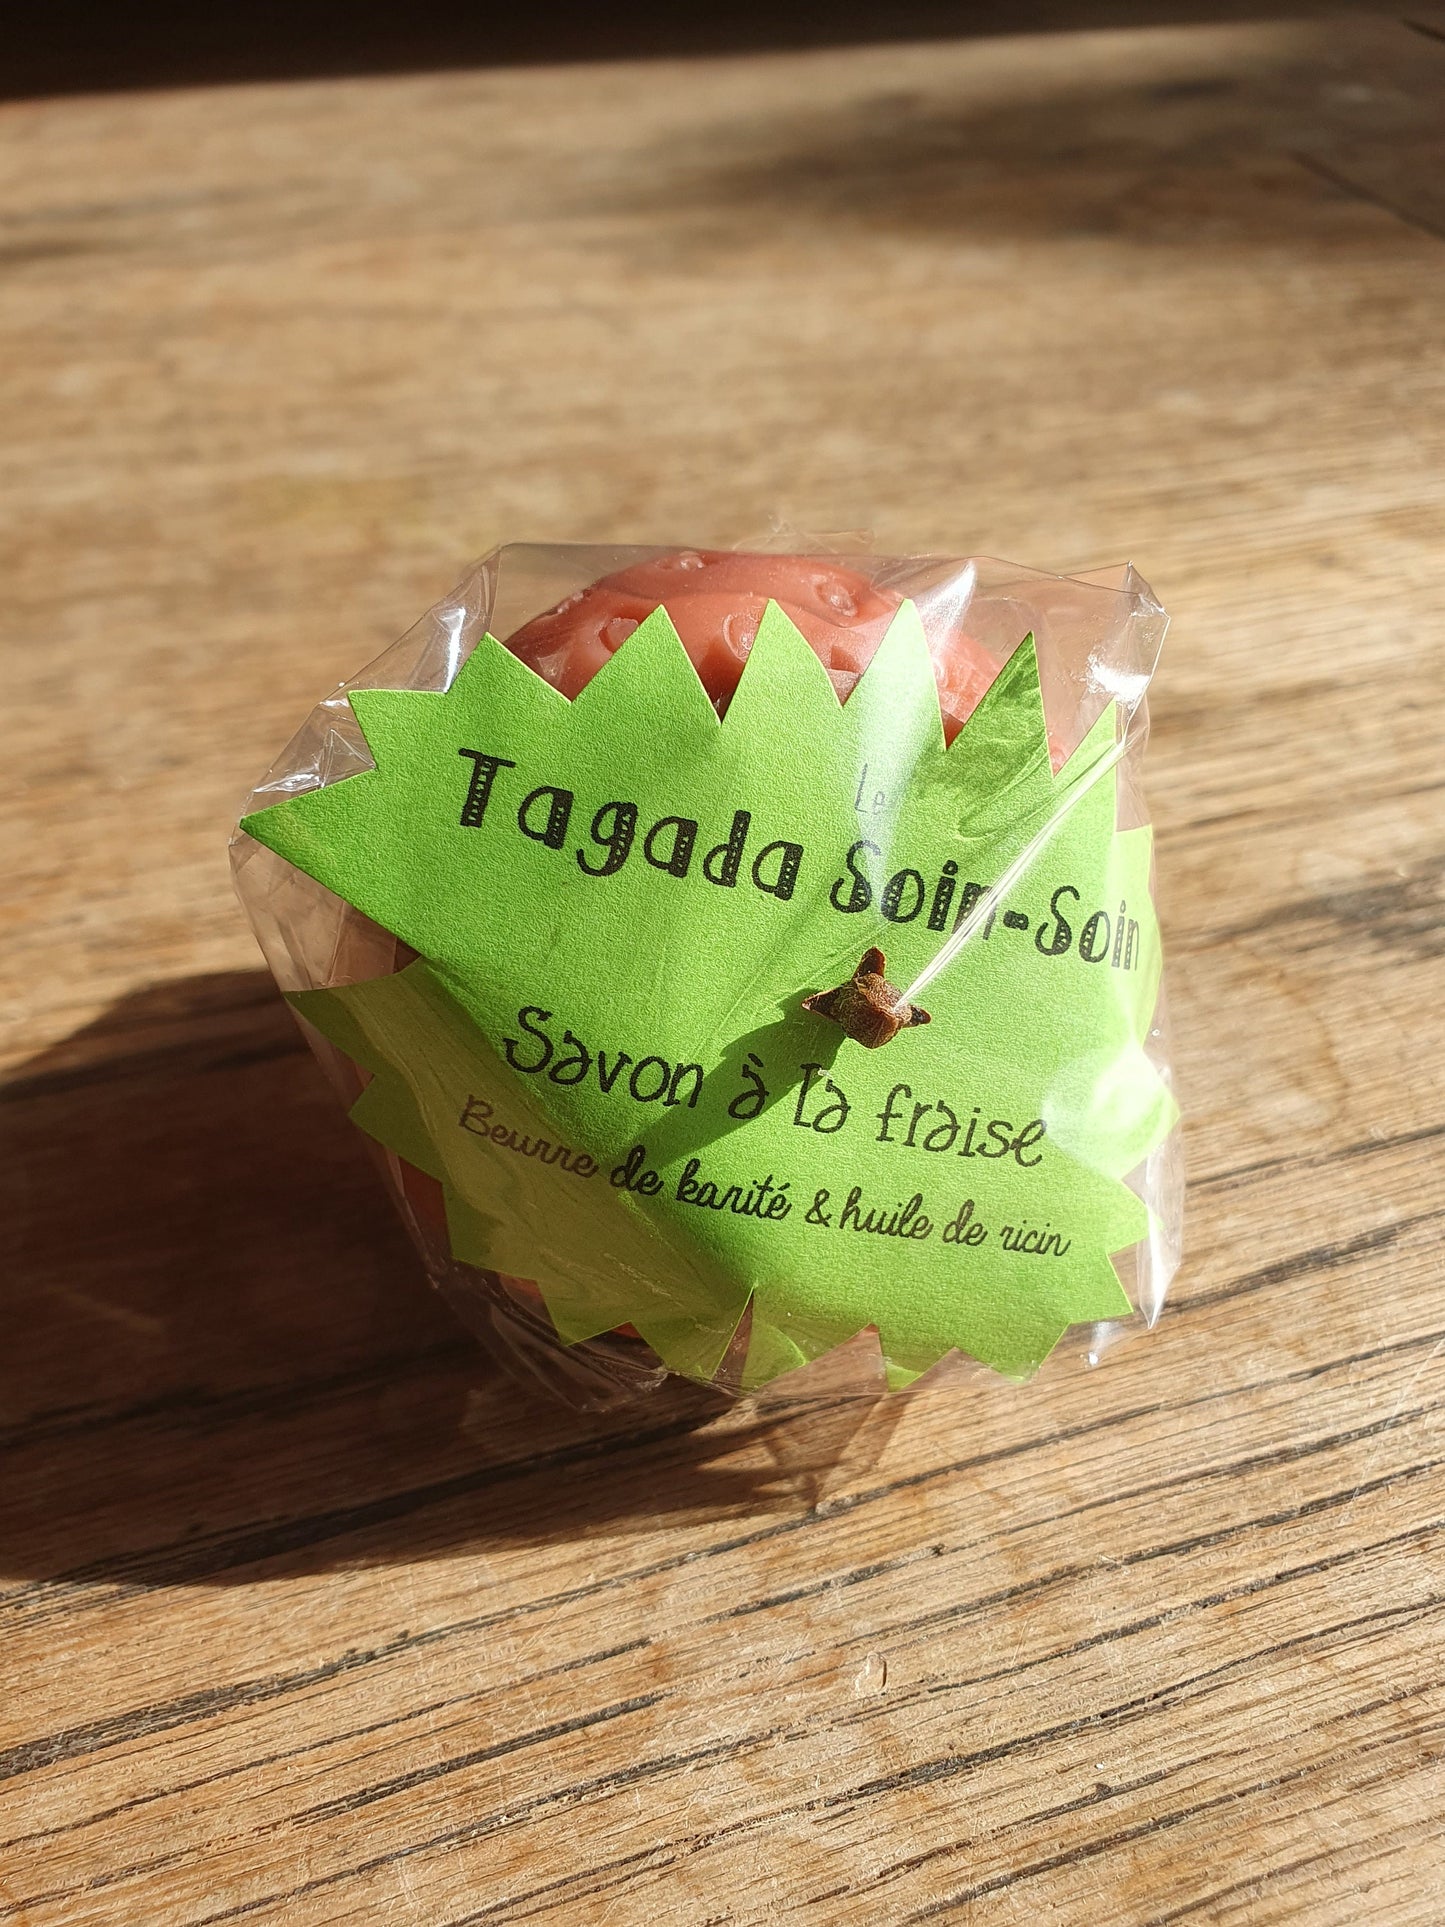 Le
Tagada Soin-Soin
Savon à la fraise
Beurre de karité & huile de ricin